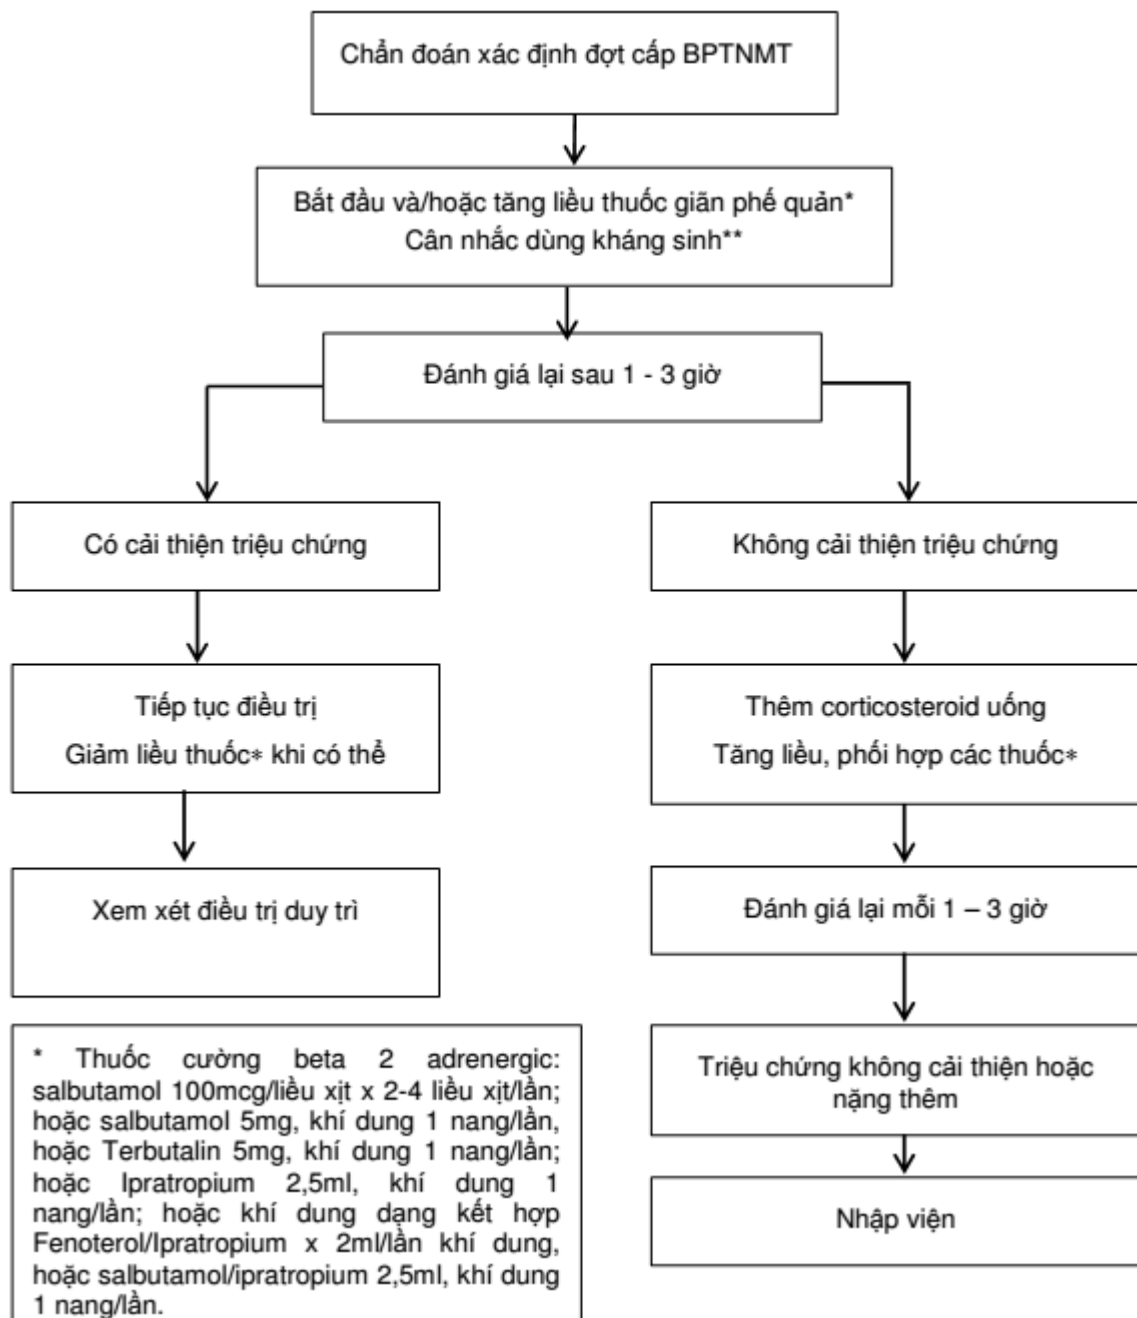 Chẩn đoán xác định đợt cấp BPTNMT
Bắt đầu và/hoặc tăng liều thuốc giãn phế quản*
Cân nhắc dùng kháng sinh**
Đánh giá lại sau 1 - 3 giờ
Có cải thiện triệu chứng
Không cải thiện triệu chứng
Tiếp tục điều trị
Giảm liều thuốc* khi có thể
Thêm corticosteroid uống
Tăng liều, phối hợp các thuốc*
Xem xét điều trị duy trì
Đánh giá lại mỗi 1 – 3 giờ
Triệu chứng không cải thiện hoặc
nặng thêm
Nhập viện
* Thuốc cường beta 2 adrenergic:
salbutamol 100mcg/liều xịt x 2-4 liều xịt/lần;
hoặc salbutamol 5mg, khí dung 1 nang/lần,
hoặc Terbutalin 5mg, khí dung 1 nang/lần;
hoặc Ipratropium 2,5ml, khí dung 1
nang/lần; hoặc khí dung dạng kết hợp
Fenoterol/Ipratropium x 2ml/lần khí dung,
hoặc salbutamol/ipratropium 2,5ml, khí dung
1 nang/lần.